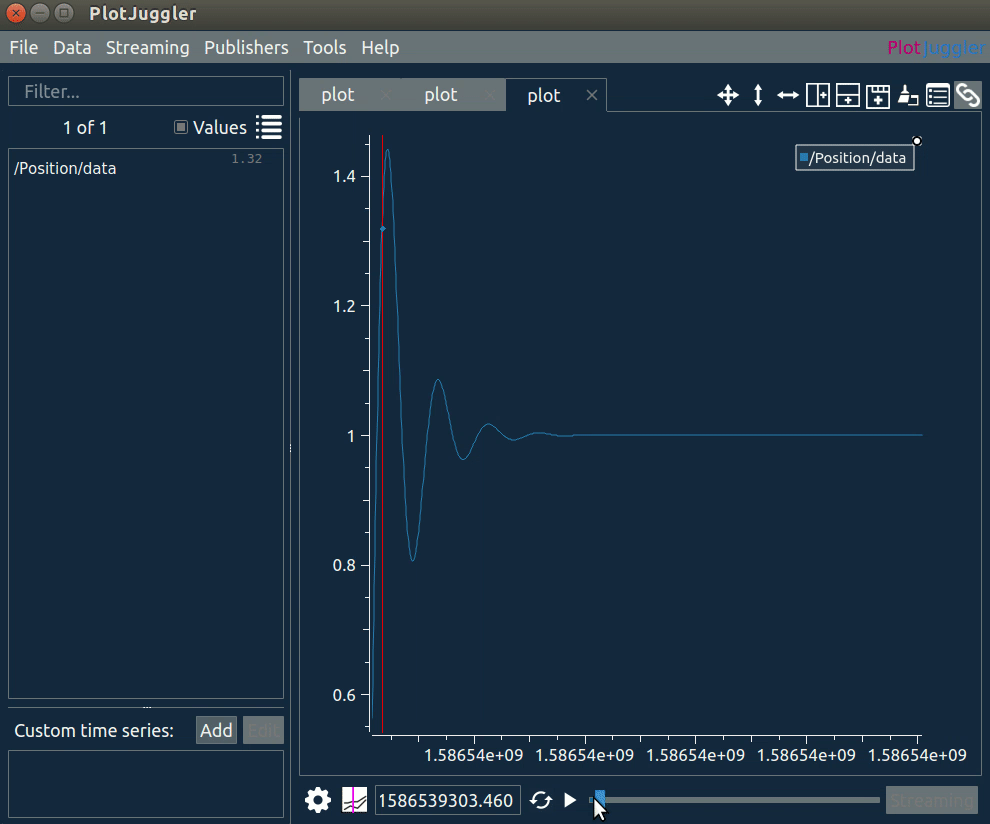 PlotJuggler
File Data Streaming Publishers Tools Help PlotJuggler
Filter...
1 of 1 Values
/Position/data 1.32
plot plot plot
/Position/data
1.4
1.2
1
0.8
0.6
1.58654e+09 1.58654e+09 1.58654e+09 1.58654e+09 1.58654e+09
Custom time series: Add Edit
1586539303.460 Streaming